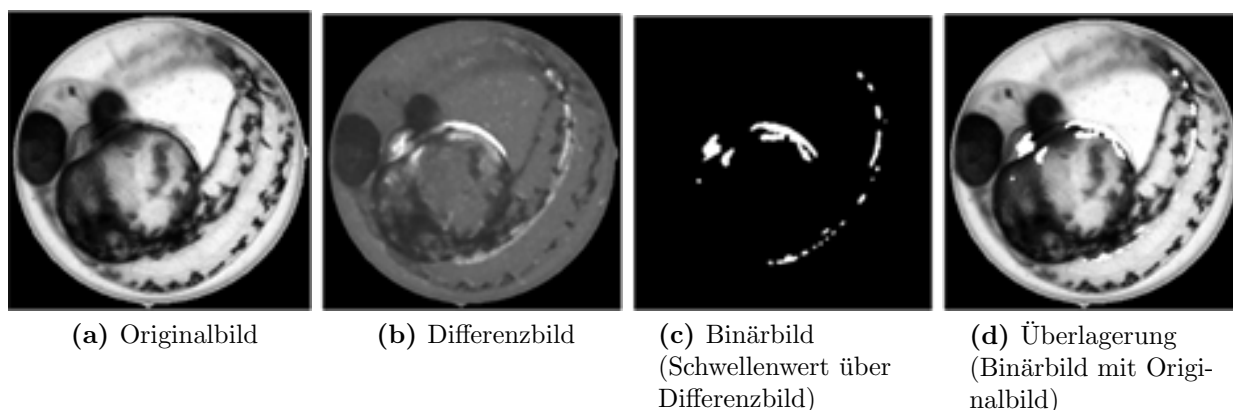 (a) Originalbild
(b) Differenzbild
(c) Binärbild
(Schwellenwert über
Differenzbild)
(d) Überlagerung
(Binärbild mit Origi-
nalbild)